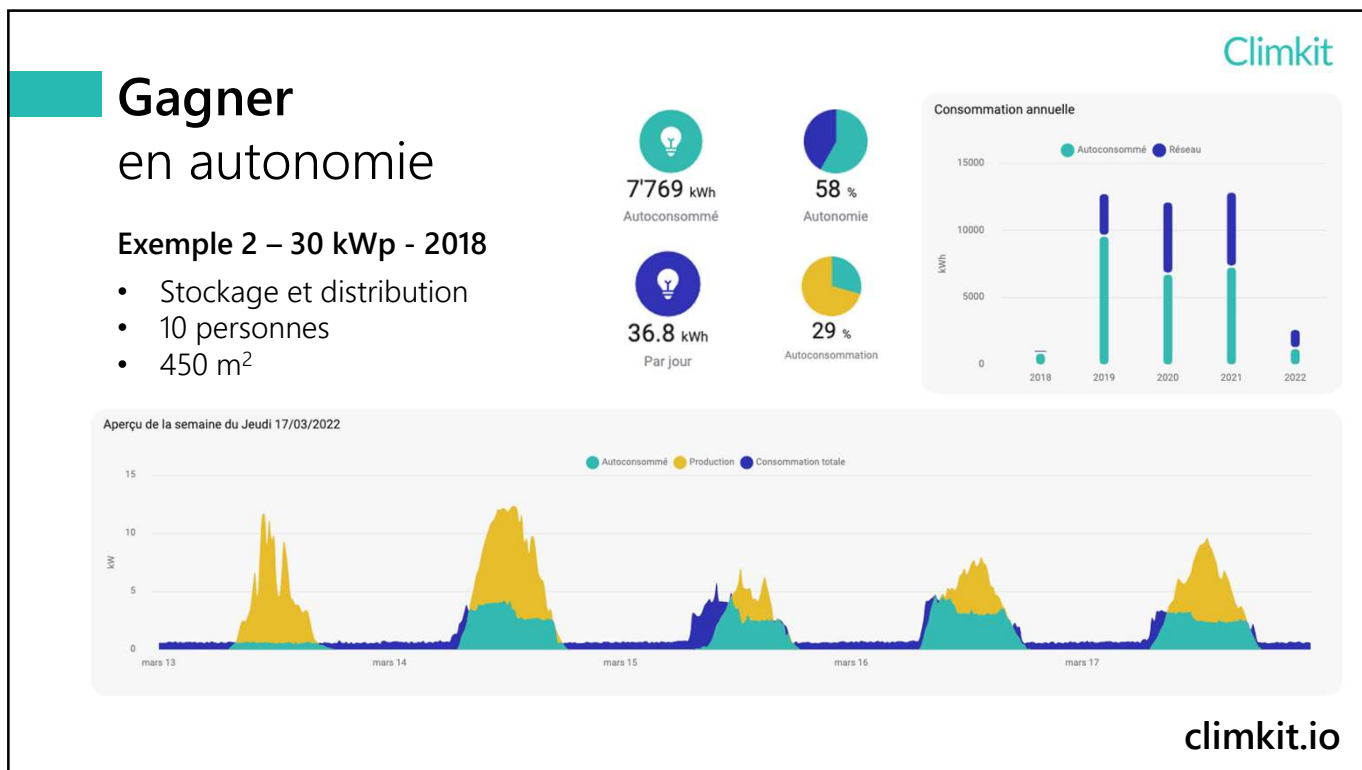 Climkit
Gagner
en autonomie
Exemple 2 – 30 kWp - 2018
• Stockage et distribution
• 10 personnes
• 450 m²
7'769 kWh
Autoconsommé
58 %
Autonomie
36.8 kWh
Par jour
29 %
Autoconsommation
Consommation annuelle
Autoconsommé Réseau
15000
10000
5000
0
kWh
2018 2019 2020 2021 2022
Aperçu de la semaine du Jeudi 17/03/2022
Autoconsommé Production Consommation totale
15
10
5
0
kW
mars 13 mars 14 mars 15 mars 16 mars 17
climkit.io